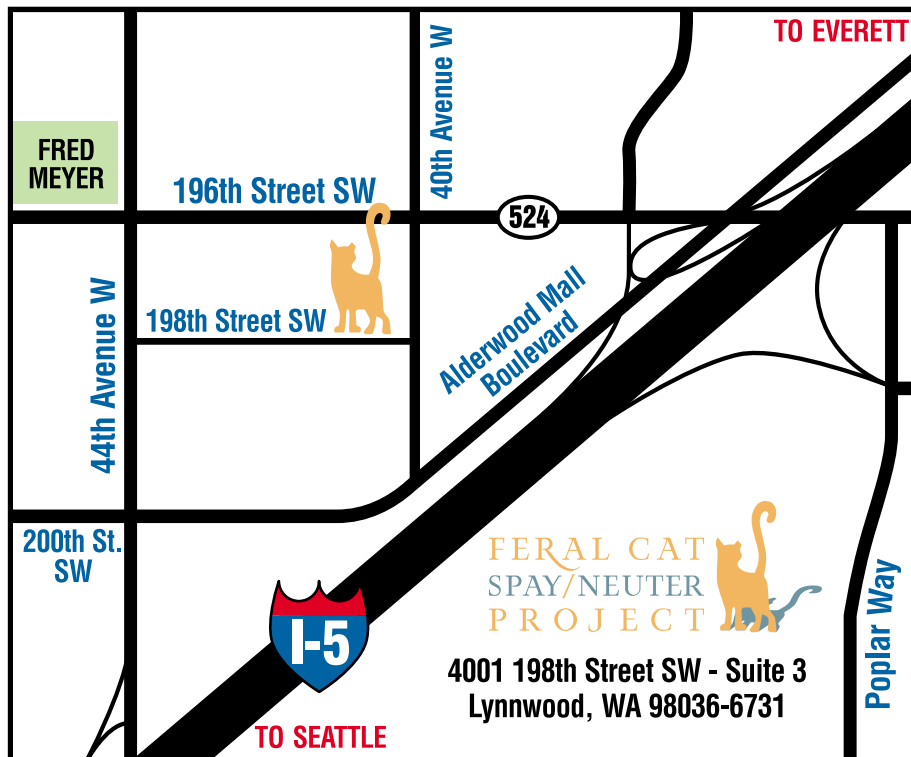 TO EVERETT
40th Avenue W
FRED
MEYER
196th Street SW
524
44th Avenue W
198th Street SW
Alderwood Mall
Boulevard
200th St.
SW
FERAL CAT
SPAY/NEUTER
PROJECT
I-5
Poplar Way
4001 198th Street SW - Suite 3
Lynnwood, WA 98036-6731
TO SEATTLE